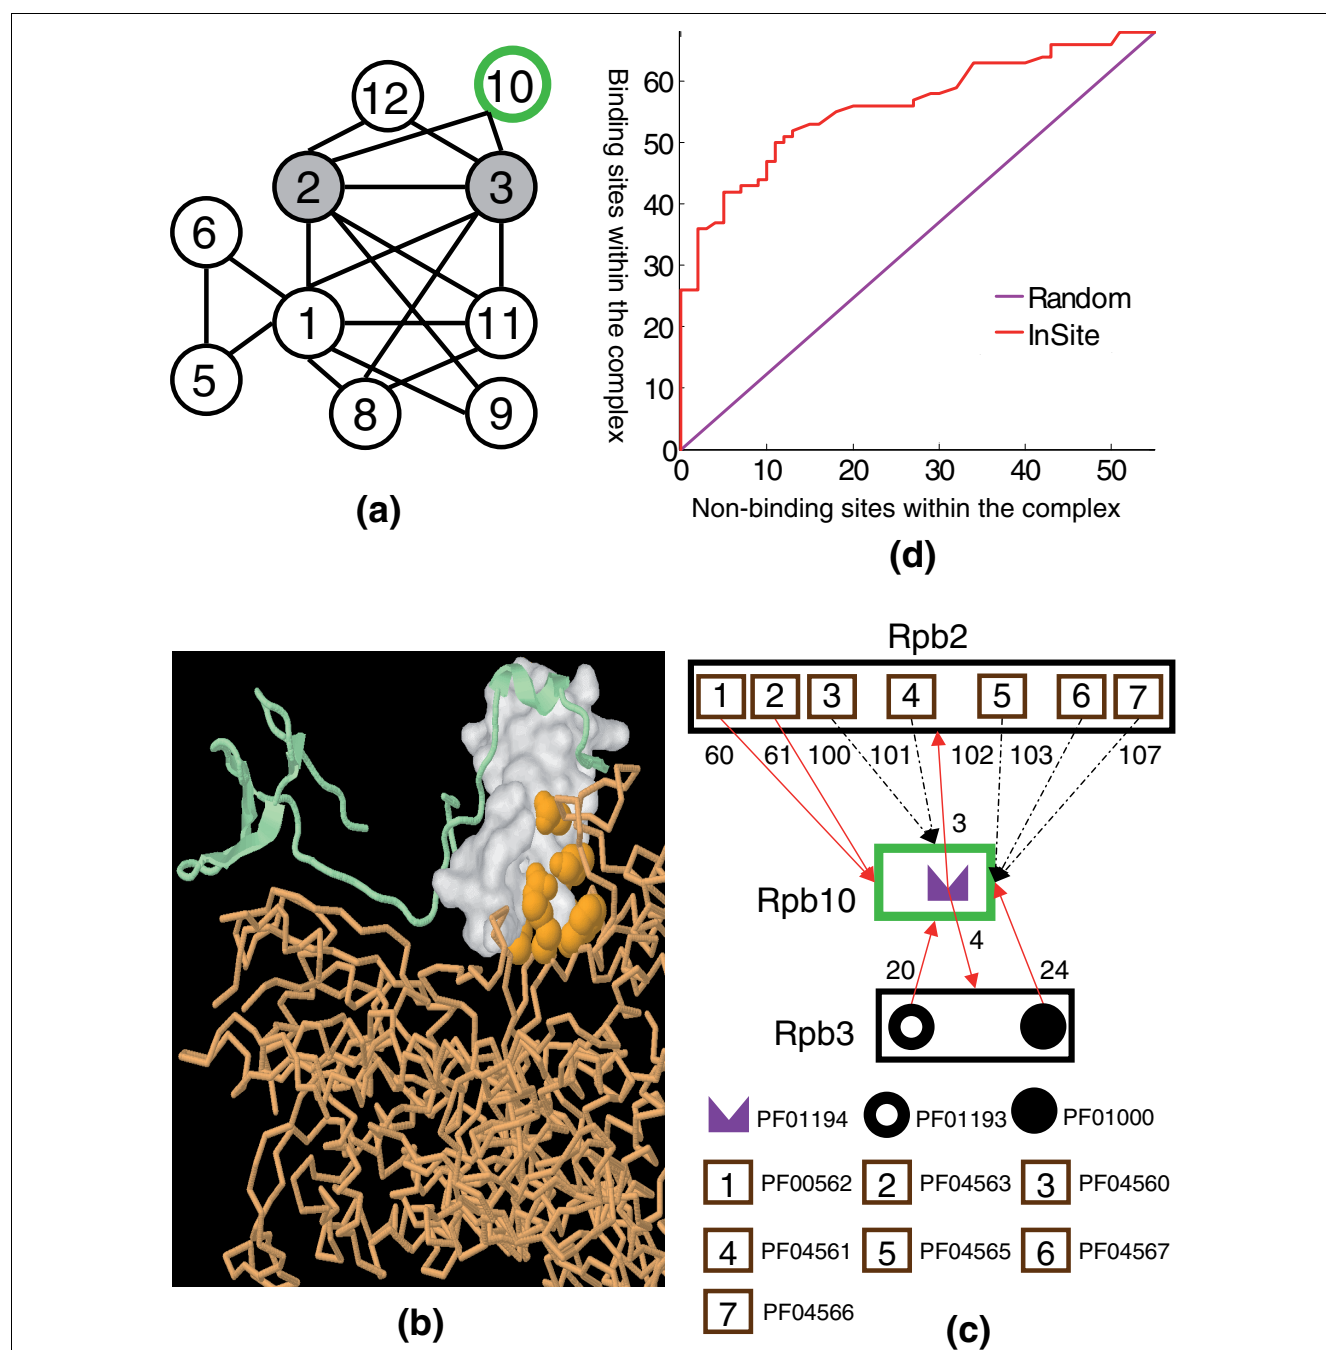 12
10
2
3
6
1
11
5
8
9
(a)
Binding sites within the complex
60
50
40
30
20
10
0
0 10 20 30 40 50
Random
InSite
Non-binding sites within the complex
(d)
(b)
Rpb2
1 2 3 4 5 6 7
60 61 100 101 102 103 107
3
Rpb10
4
20 24
Rpb3
PF01194 PF01193 PF01000
1 PF00562 2 PF04563 3 PF04560
4 PF04561 5 PF04565 6 PF04567
7 PF04566
(c)